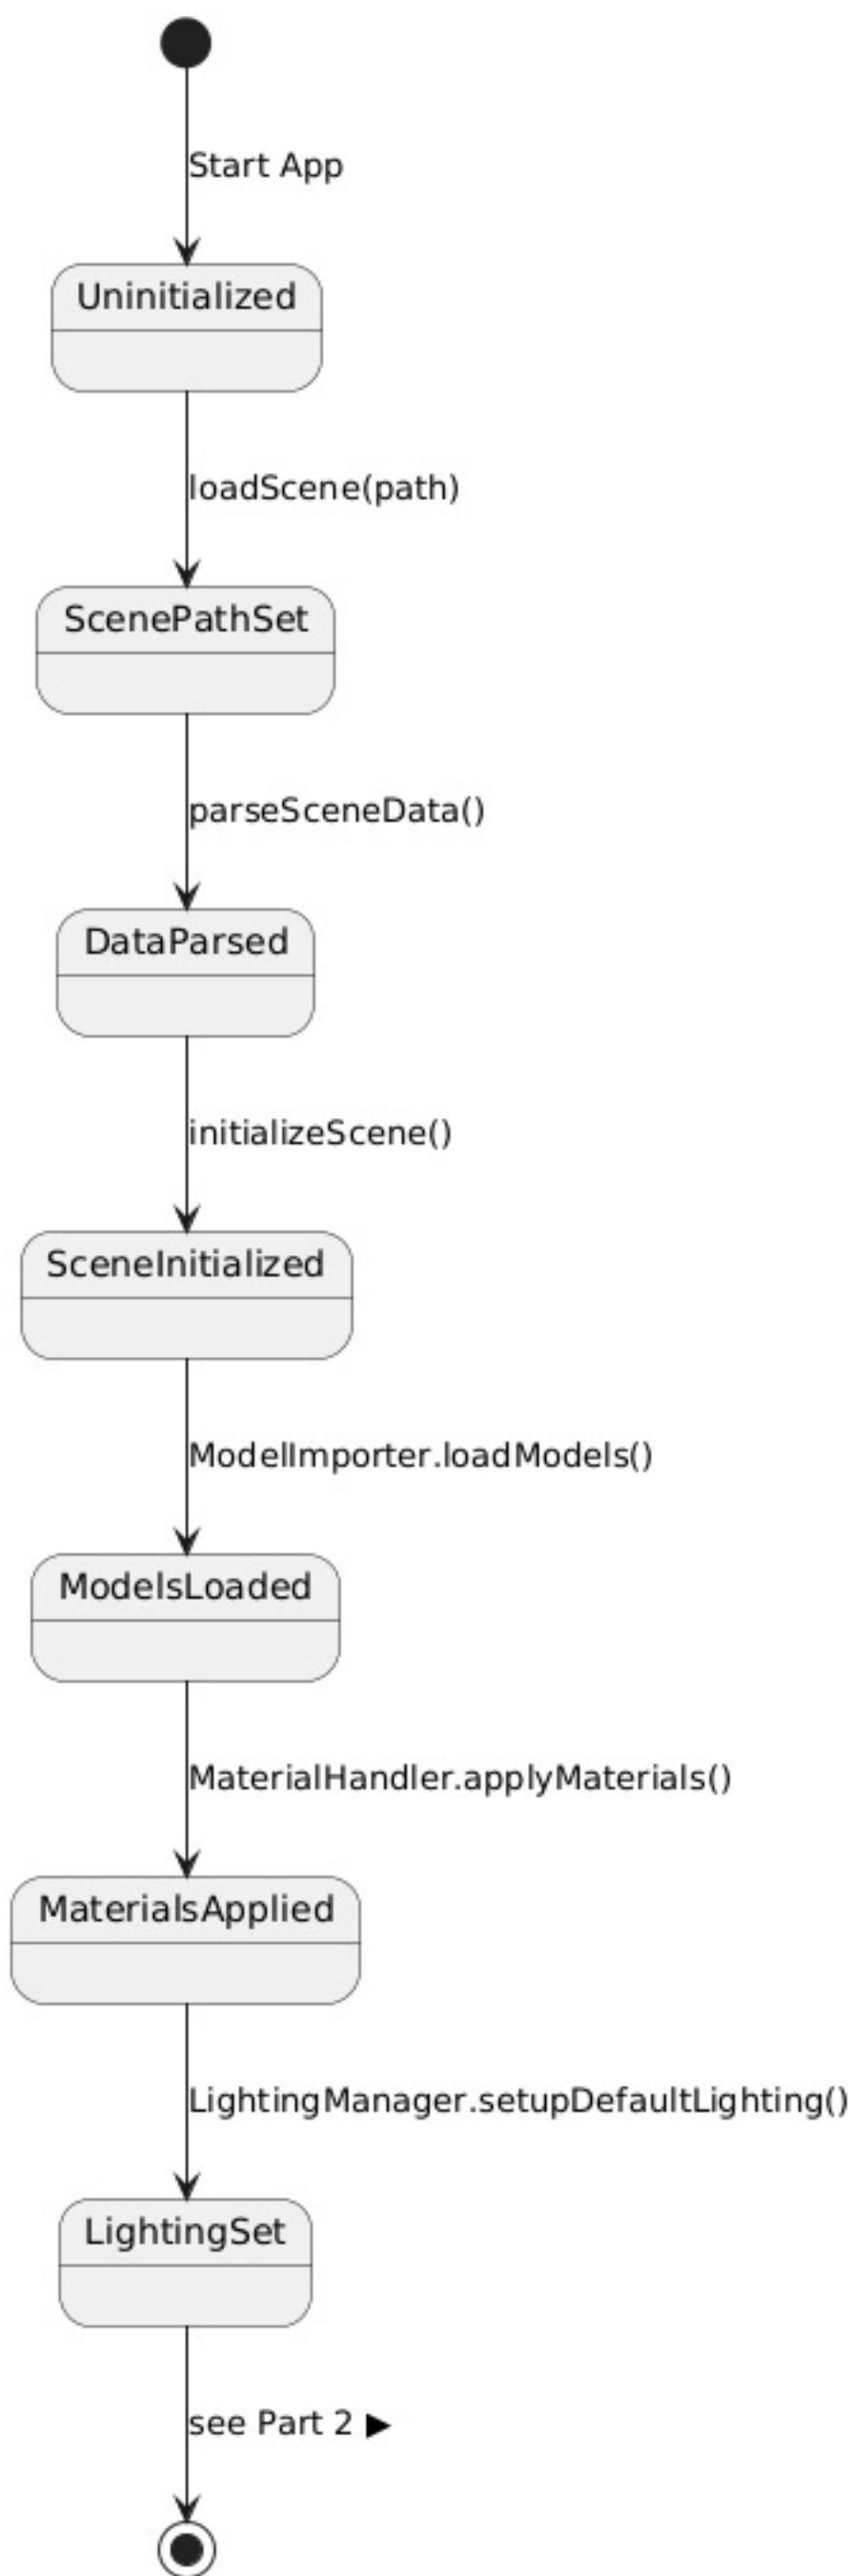 Start App
Uninitialized
loadScene(path)
ScenePathSet
parseSceneData()
DataParsed
initializeScene()
SceneInitialized
ModelImporter.loadModels()
ModelsLoaded
MaterialHandler.applyMaterials()
MaterialsApplied
LightingManager.setupDefaultLighting()
LightingSet
see Part 2 ▶